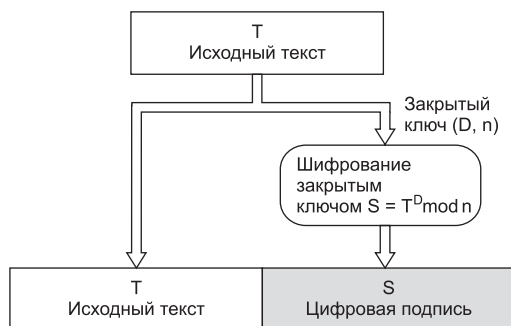 T
Исходный текст
Закрытый
ключ (D, n)
Шифрование
закрытым
ключом S = T^D mod n
T
Исходный текст
S
Цифровая подпись